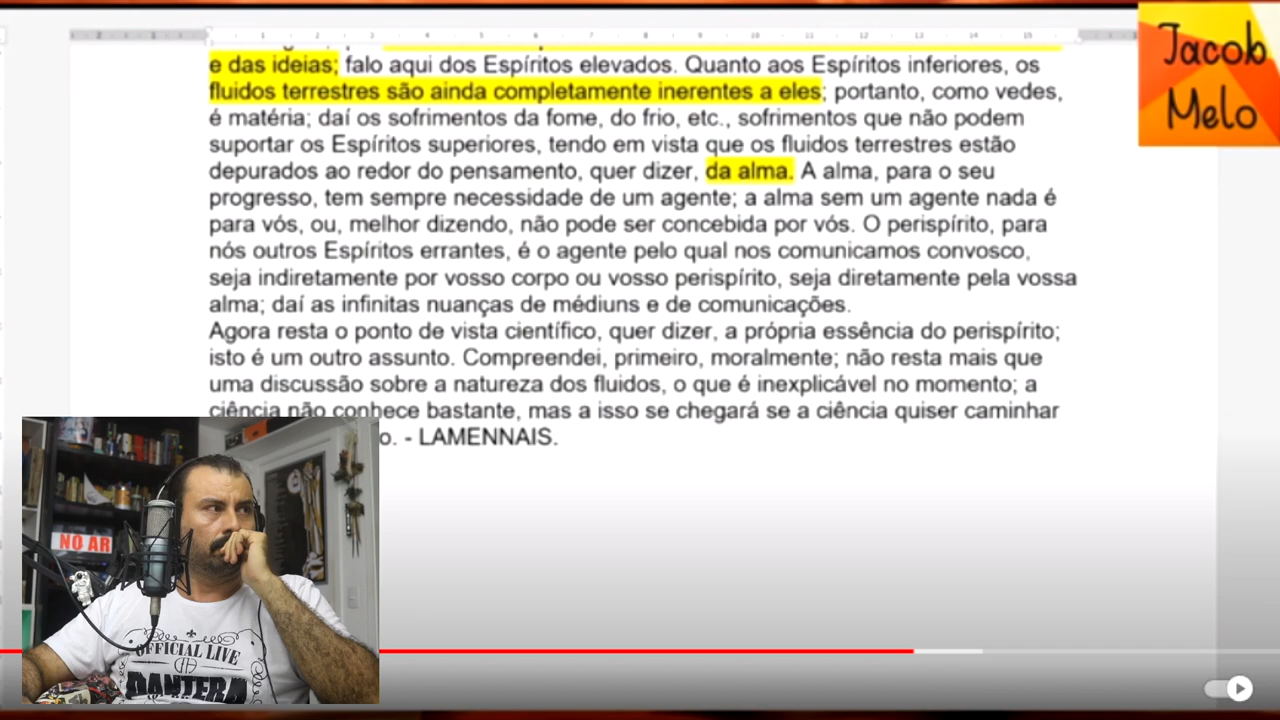 Jacob
Melo
e das ideias; falo aqui dos Espíritos elevados. Quanto aos Espíritos inferiores, os
fluidos terrestres são ainda completamente inerentes a eles; portanto, como vedes,
é matéria; daí os sofrimentos da fome, do frio, etc., sofrimentos que não podem
suportar os Espíritos superiores, tendo em vista que os fluidos terrestres estão
depurados ao redor do pensamento, quer dizer, da alma. A alma, para o seu
progresso, tem sempre necessidade de um agente; a alma sem um agente nada é
para vós, ou, melhor dizendo, não pode ser concebida por vós. O perispírito, para
nós outros Espíritos errantes, é o agente pelo qual nos comunicamos convosco,
seja indiretamente por vosso corpo ou vosso perispírito, seja diretamente pela vossa
alma; daí as infinitas nuanças de médiuns e de comunicações.
Agora resta o ponto de vista científico, quer dizer, a própria essência do perispírito;
isto é um outro assunto. Compreendei, primeiro, moralmente; não resta mais que
uma discussão sobre a natureza dos fluidos, o que é inexplicável no momento; a
ciência não conhece bastante, mas a isso se chegará se a ciência quiser caminhar
o. - LAMENNAIS.
NO AR
OFFICIAL LIVE
PANTERA